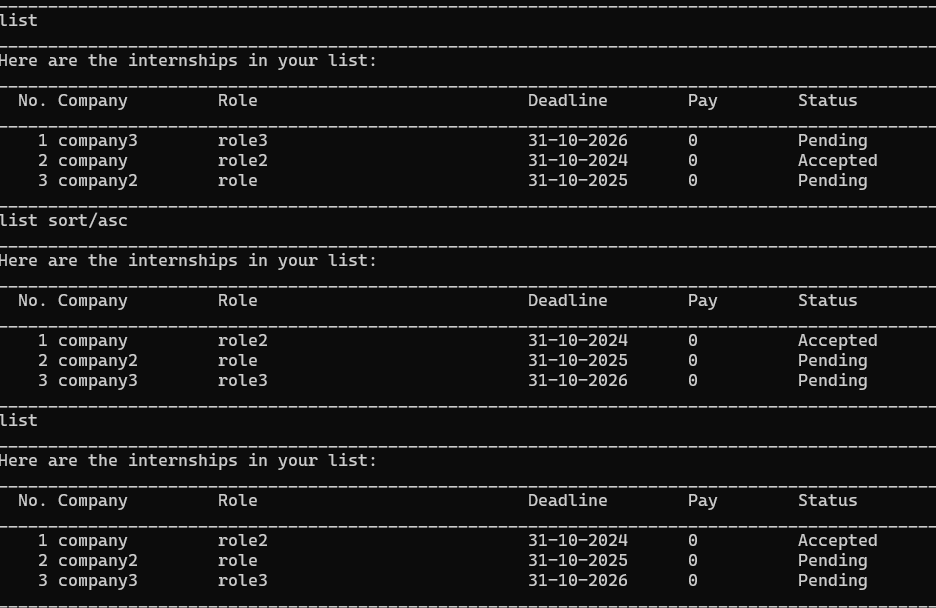 list
Here are the internships in your list:
No. Company Role Deadline Pay Status
1 company3 role3 31-10-2026 0 Pending
2 company role2 31-10-2024 0 Accepted
3 company2 role 31-10-2025 0 Pending
list sort/asc
Here are the internships in your list:
No. Company Role Deadline Pay Status
1 company role2 31-10-2024 0 Accepted
2 company2 role 31-10-2025 0 Pending
3 company3 role3 31-10-2026 0 Pending
list
Here are the internships in your list:
No. Company Role Deadline Pay Status
1 company role2 31-10-2024 0 Accepted
2 company2 role 31-10-2025 0 Pending
3 company3 role3 31-10-2026 0 Pending